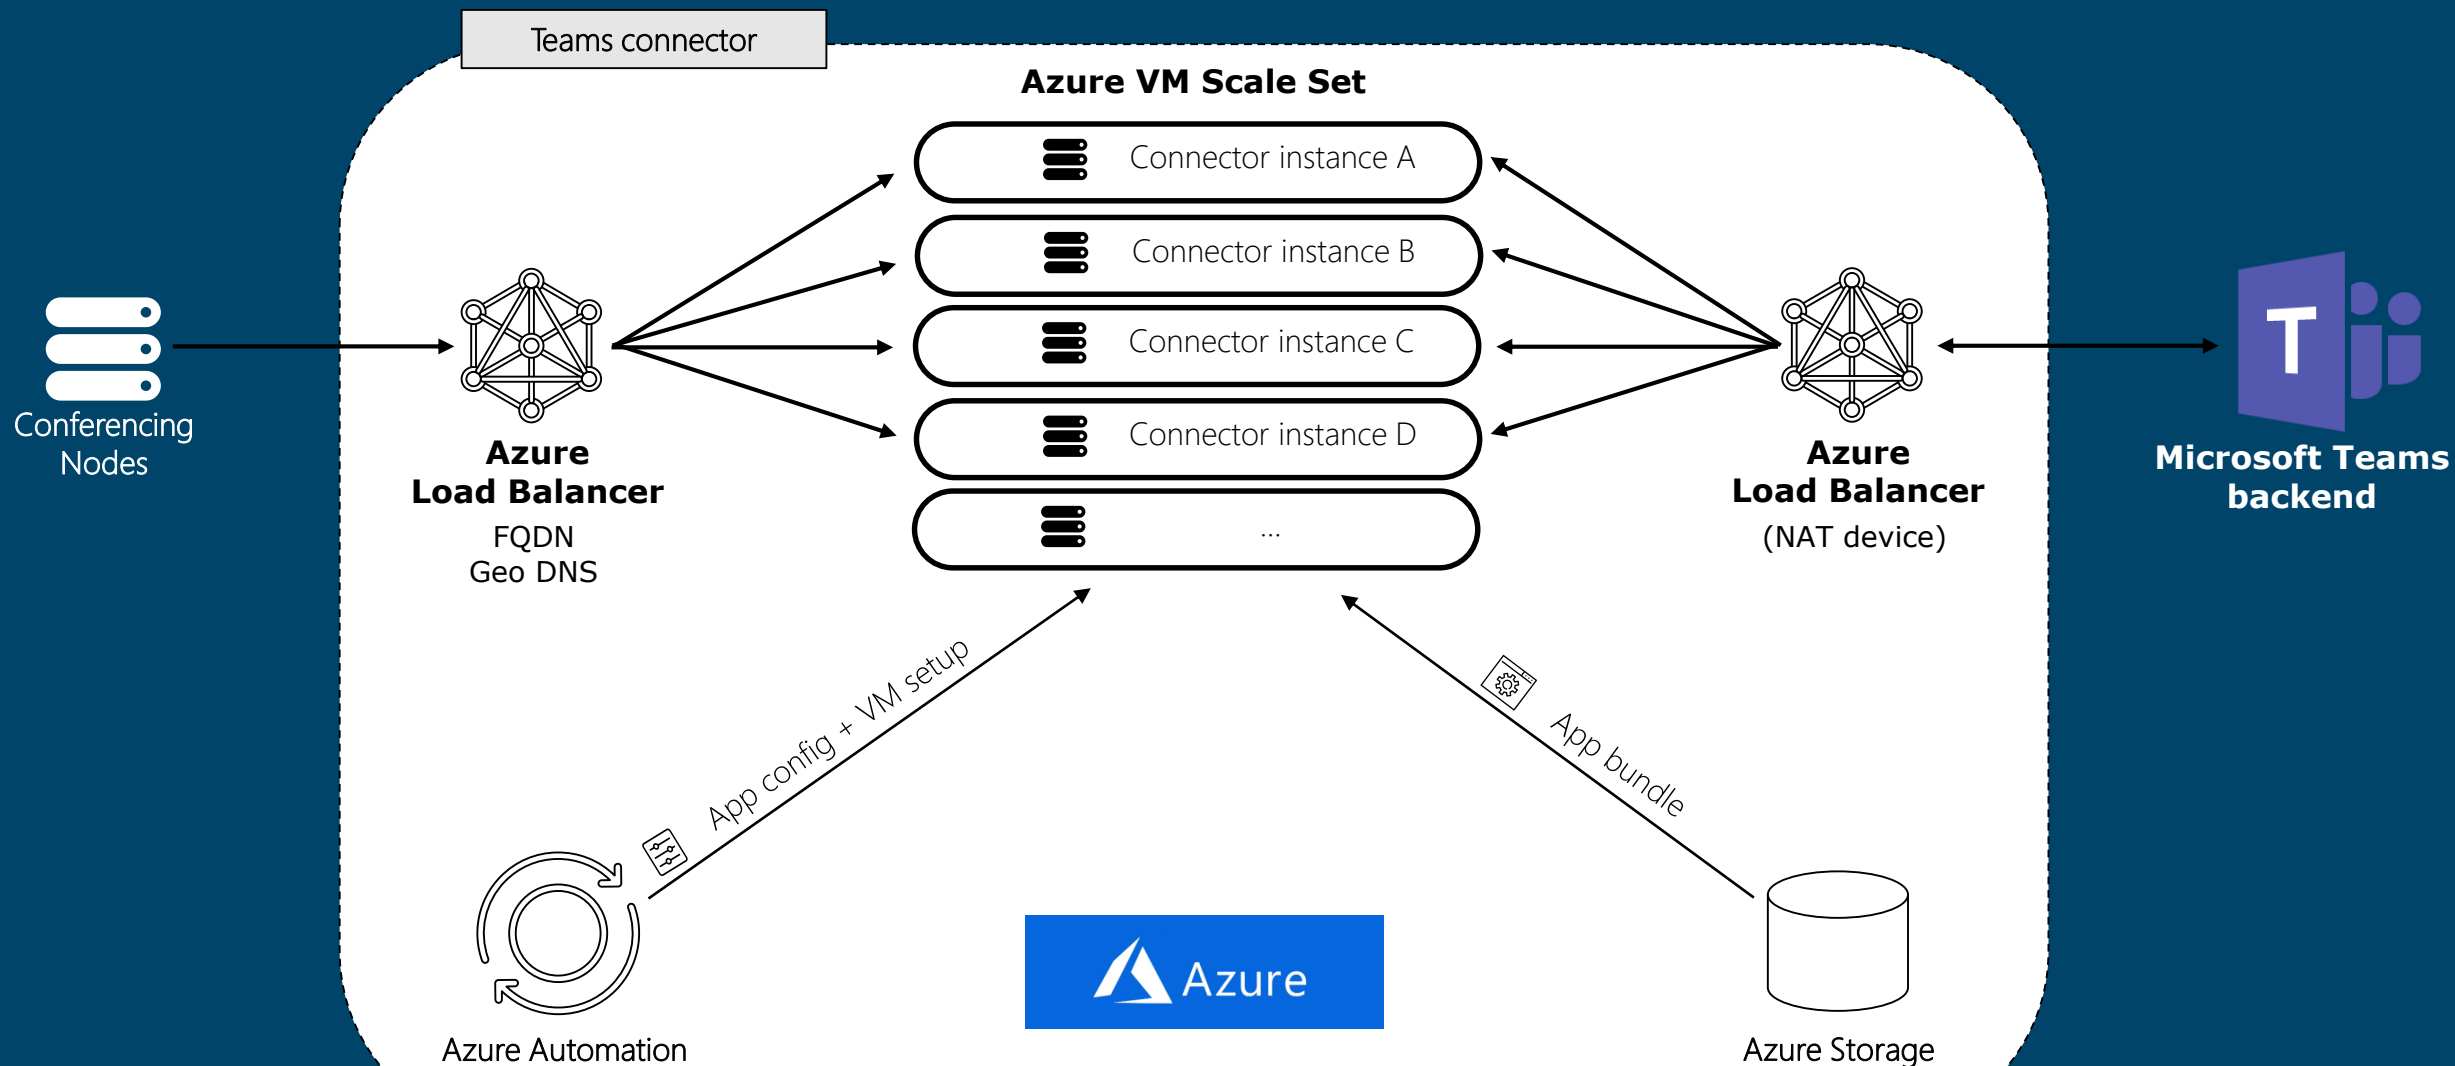 Teams connector
Azure VM Scale Set
Connector instance A
Connector instance B
Connector instance C
Connector instance D
...
Conferencing
Nodes
Azure
Load Balancer
FQDN
Geo DNS
Azure
Load Balancer
(NAT device)
T
Microsoft Teams
backend
App config + VM setup
App bundle
Azure Automation
Azure
Azure Storage